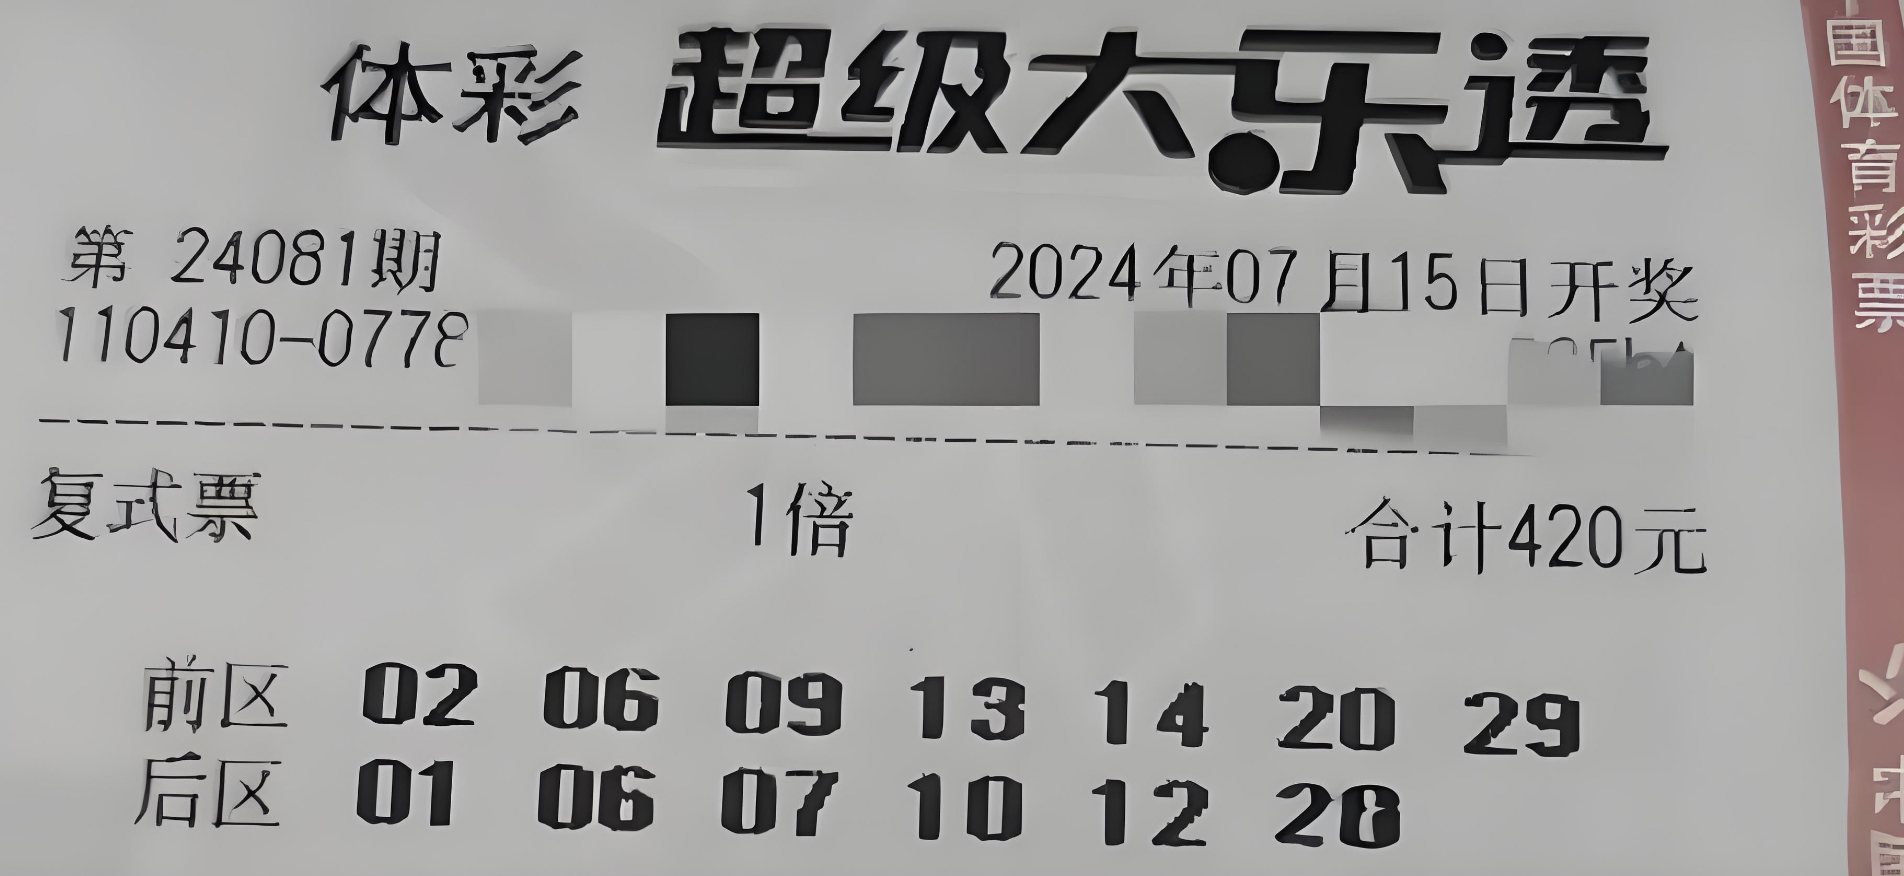 体彩 超级大乐透
第 24081期 2024年07月15日开奖
110410-0778
复式票 1倍 合计420元
前区 02 06 09 13 14 20 29
后区 01 06 07 10 12 28
国体育彩票